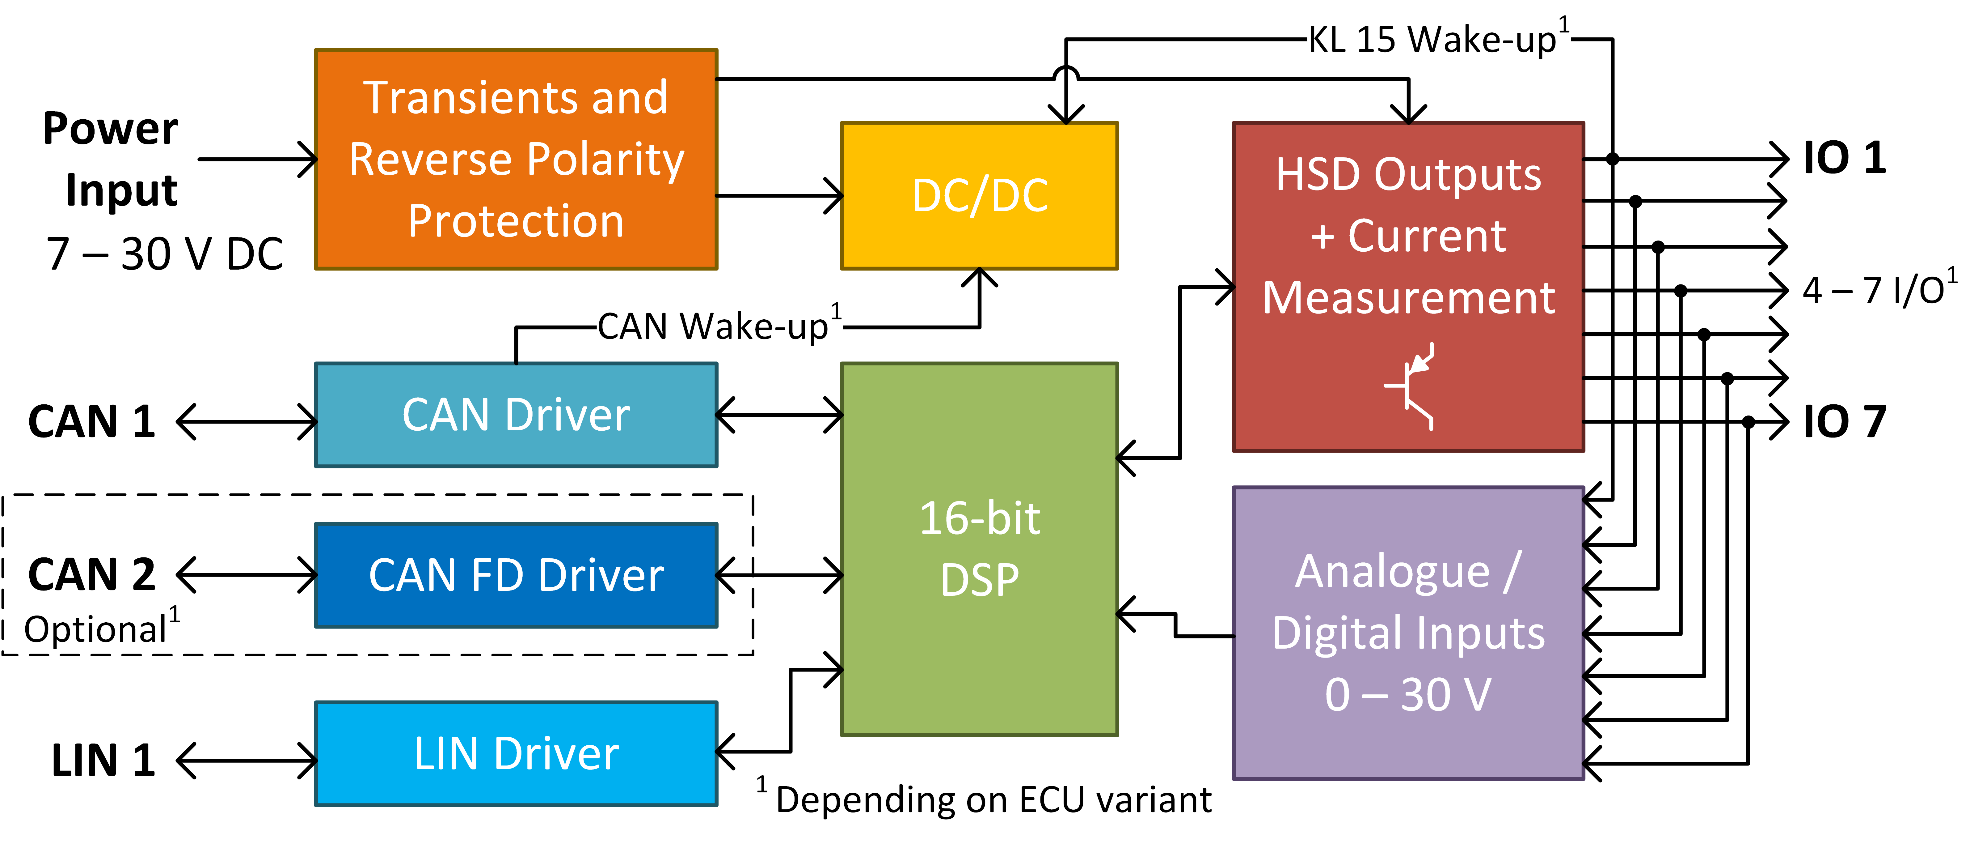 KL 15 Wake-up¹
Power
Input
7 – 30 V DC
Transients and
Reverse Polarity
Protection
DC/DC
HSD Outputs
+ Current
Measurement
IO 1
4 – 7 I/O¹
IO 7
CAN Wake-up¹
CAN 1
CAN Driver
CAN 2
Optional¹
CAN FD Driver
16-bit
DSP
Analogue /
Digital Inputs
0 – 30 V
LIN 1
LIN Driver
¹ Depending on ECU variant